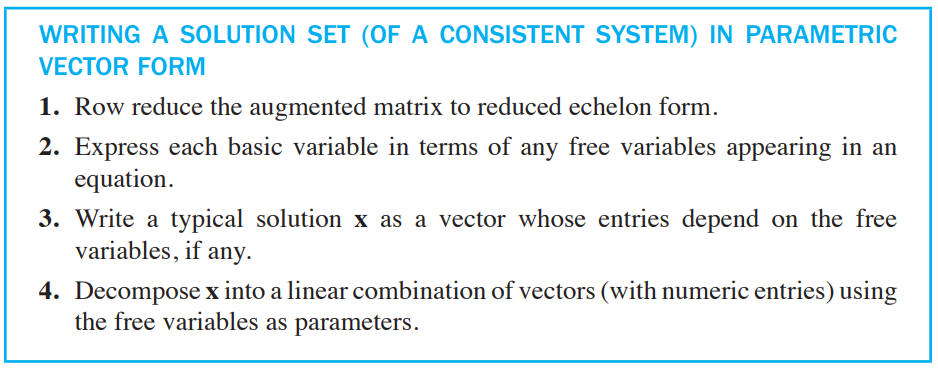 WRITING A SOLUTION SET (OF A CONSISTENT SYSTEM) IN PARAMETRIC
VECTOR FORM
1. Row reduce the augmented matrix to reduced echelon form.
2. Express each basic variable in terms of any free variables appearing in an
equation.
3. Write a typical solution x as a vector whose entries depend on the free
variables, if any.
4. Decompose x into a linear combination of vectors (with numeric entries) using
the free variables as parameters.